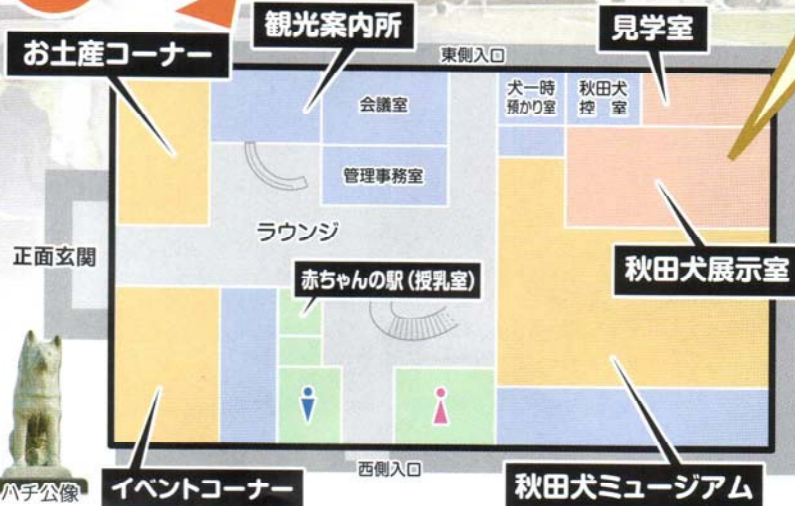 観光案内所
見学室
お土産コーナー
東側入口
犬一時
預かり室
秋田犬
控室
会議室
管理事務室
ラウンジ
正面玄関
秋田犬展示室
赤ちゃんの駅(授乳室)
西側入口
ハチ公像
イベントコーナー
秋田犬ミュージアム